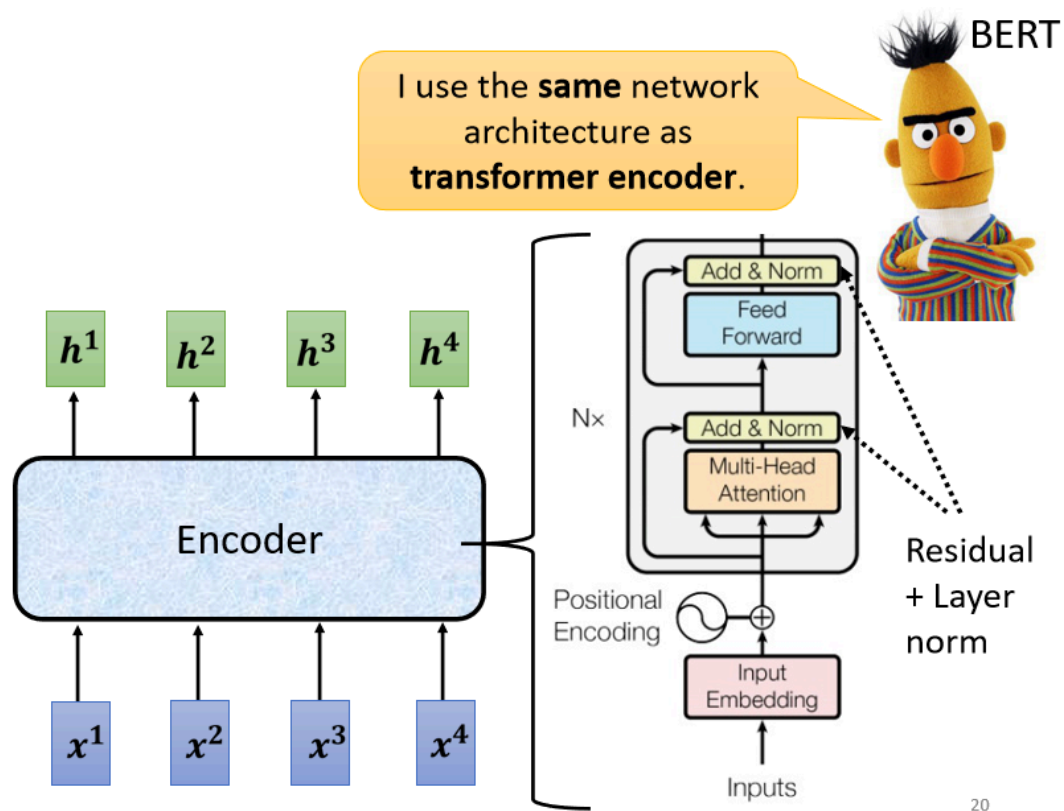 BERT
I use the same network
architecture as
transformer encoder.
h¹
h²
h³
h⁴
Encoder
x¹
x²
x³
x⁴
Add & Norm
Feed
Forward
N×
Add & Norm
Multi-Head
Attention
Positional
Encoding
Input
Embedding
Inputs
Residual
+ Layer
norm
20